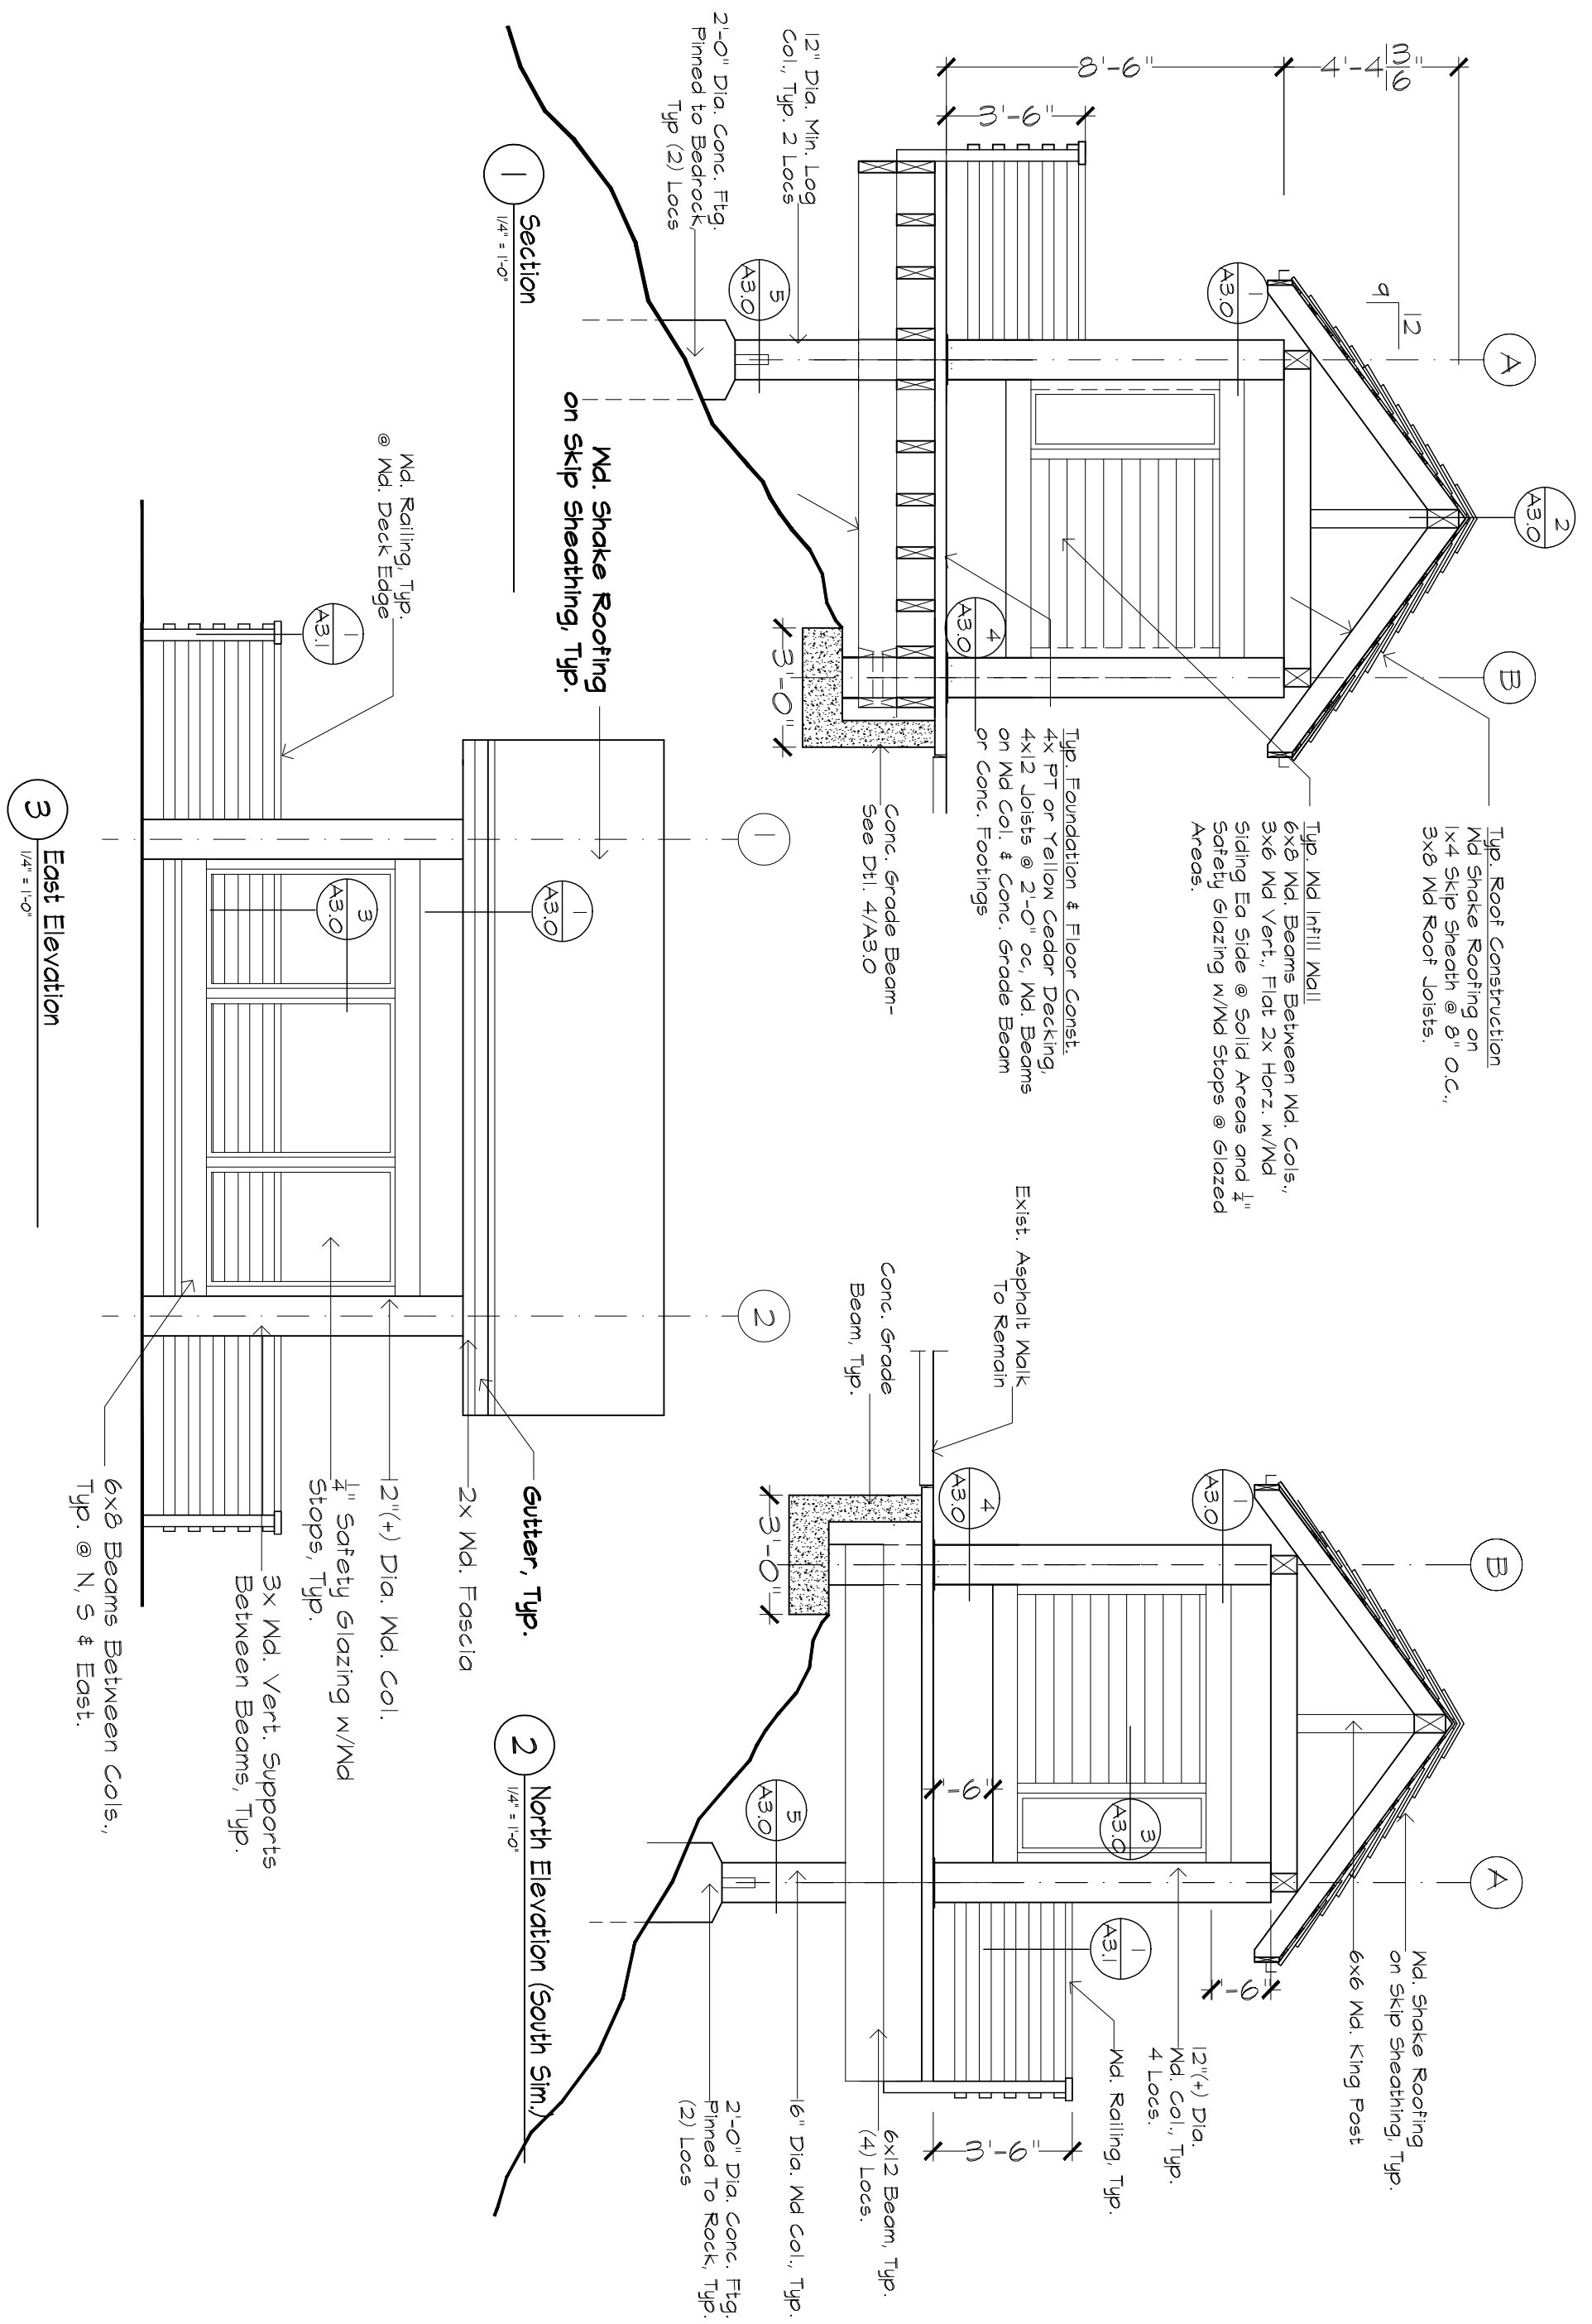 4'-4 3/16"
8'-6"
3'-6"
12" Dia. Min. Log
Col., Typ. 2 Locs
2'-0" Dia. Conc. Ftg.
Pinned to Bedrock,
Typ (2) Locs
9
12
A
2
A3.0
B
1
A3.0
5
A3.0
4
A3.0
3'-0"
Typ. Roof Construction
Wd Shake Roofing on
1x4 Skip Sheath @ 8" O.C.,
3x8 Wd Roof Joists.
Typ. Wd Infill Wall
6x8 Wd. Beams Between Wd. Cols.,
3x6 Wd Vert., Flat 2x Horz. w/Wd
Siding Ea Side @ Solid Areas and 1/4"
Safety Glazing w/Wd Stops @ Glazed
Areas.
Typ. Foundation & Floor Const.
4x PT or Yellow Cedar Decking,
4x12 Joists @ 2'-0" oc, Wd. Beams
on Wd Col. & Conc. Grade Beam
or Conc. Footings
Conc. Grade Beam-
See Dtl. 4/A3.0
1
Section
1/4" = 1'-0"
Exist. Asphalt Walk
To Remain
Conc. Grade
Beam, Typ.
B
A
1
A3.0
4
A3.0
3
A3.0
1
A3.1
5
A3.0
3'-0"
'-6"
'-6"
3'-6"
Wd. Shake Roofing
on Skip Sheathing, Typ.
6x6 Wd. King Post
12"(+) Dia.
Wd. Col., Typ.
4 Locs.
Wd. Railing, Typ.
6x12 Beam, Typ.
(4) Locs.
16" Dia. Wd Col., Typ.
2'-0" Dia. Conc. Ftg.
Pinned To Rock, Typ.
(2) Locs
2
North Elevation (South Sim.)
1/4" = 1'-0"
Wd. Shake Roofing
on Skip Sheathing, Typ.
Wd. Railing, Typ.
@ Wd. Deck Edge
1
A3.1
1
2
1
A3.0
3
A3.0
Gutter, Typ.
2x Wd. Fascia
12"(+) Dia. Wd. Col.
1/4" Safety Glazing w/Wd
Stops, Typ.
3x Wd. Vert. Supports
Between Beams, Typ.
6x8 Beams Between Cols.,
Typ. @ N, S & East.
3
East Elevation
1/4" = 1'-0"